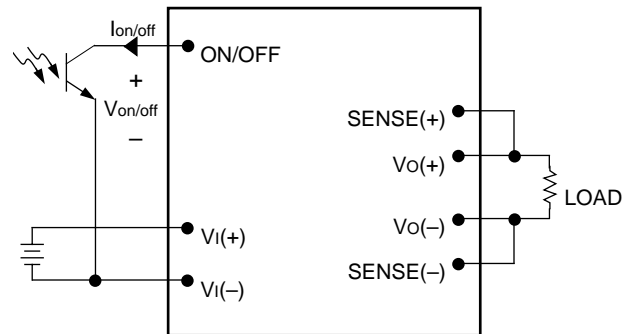 Ion/off
ON/OFF
+
Von/off
–
SENSE(+)
VO(+)
LOAD
VO(–)
VI(+)
SENSE(–)
VI(–)